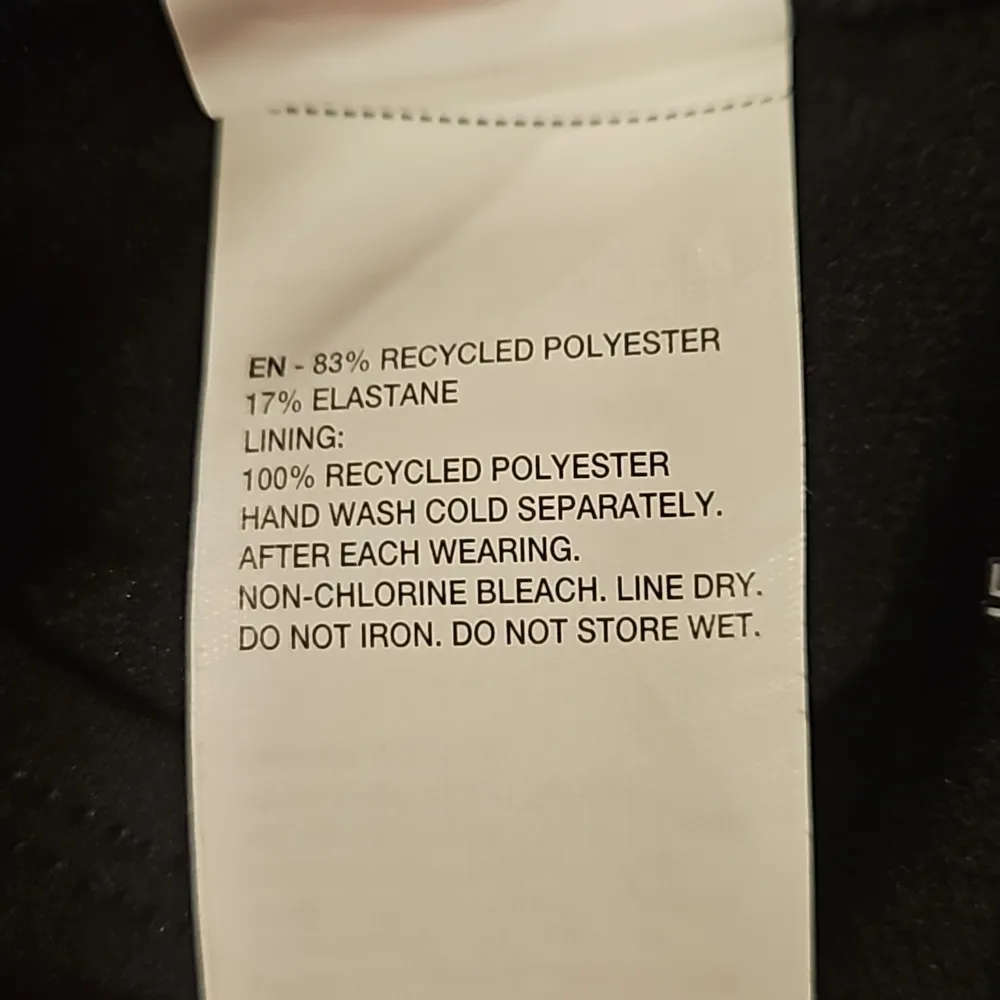 EN - 83% RECYCLED POLYESTER
17% ELASTANE
LINING:
100% RECYCLED POLYESTER
HAND WASH COLD SEPARATELY.
AFTER EACH WEARING.
NON-CHLORINE BLEACH. LINE DRY.
DO NOT IRON. DO NOT STORE WET.